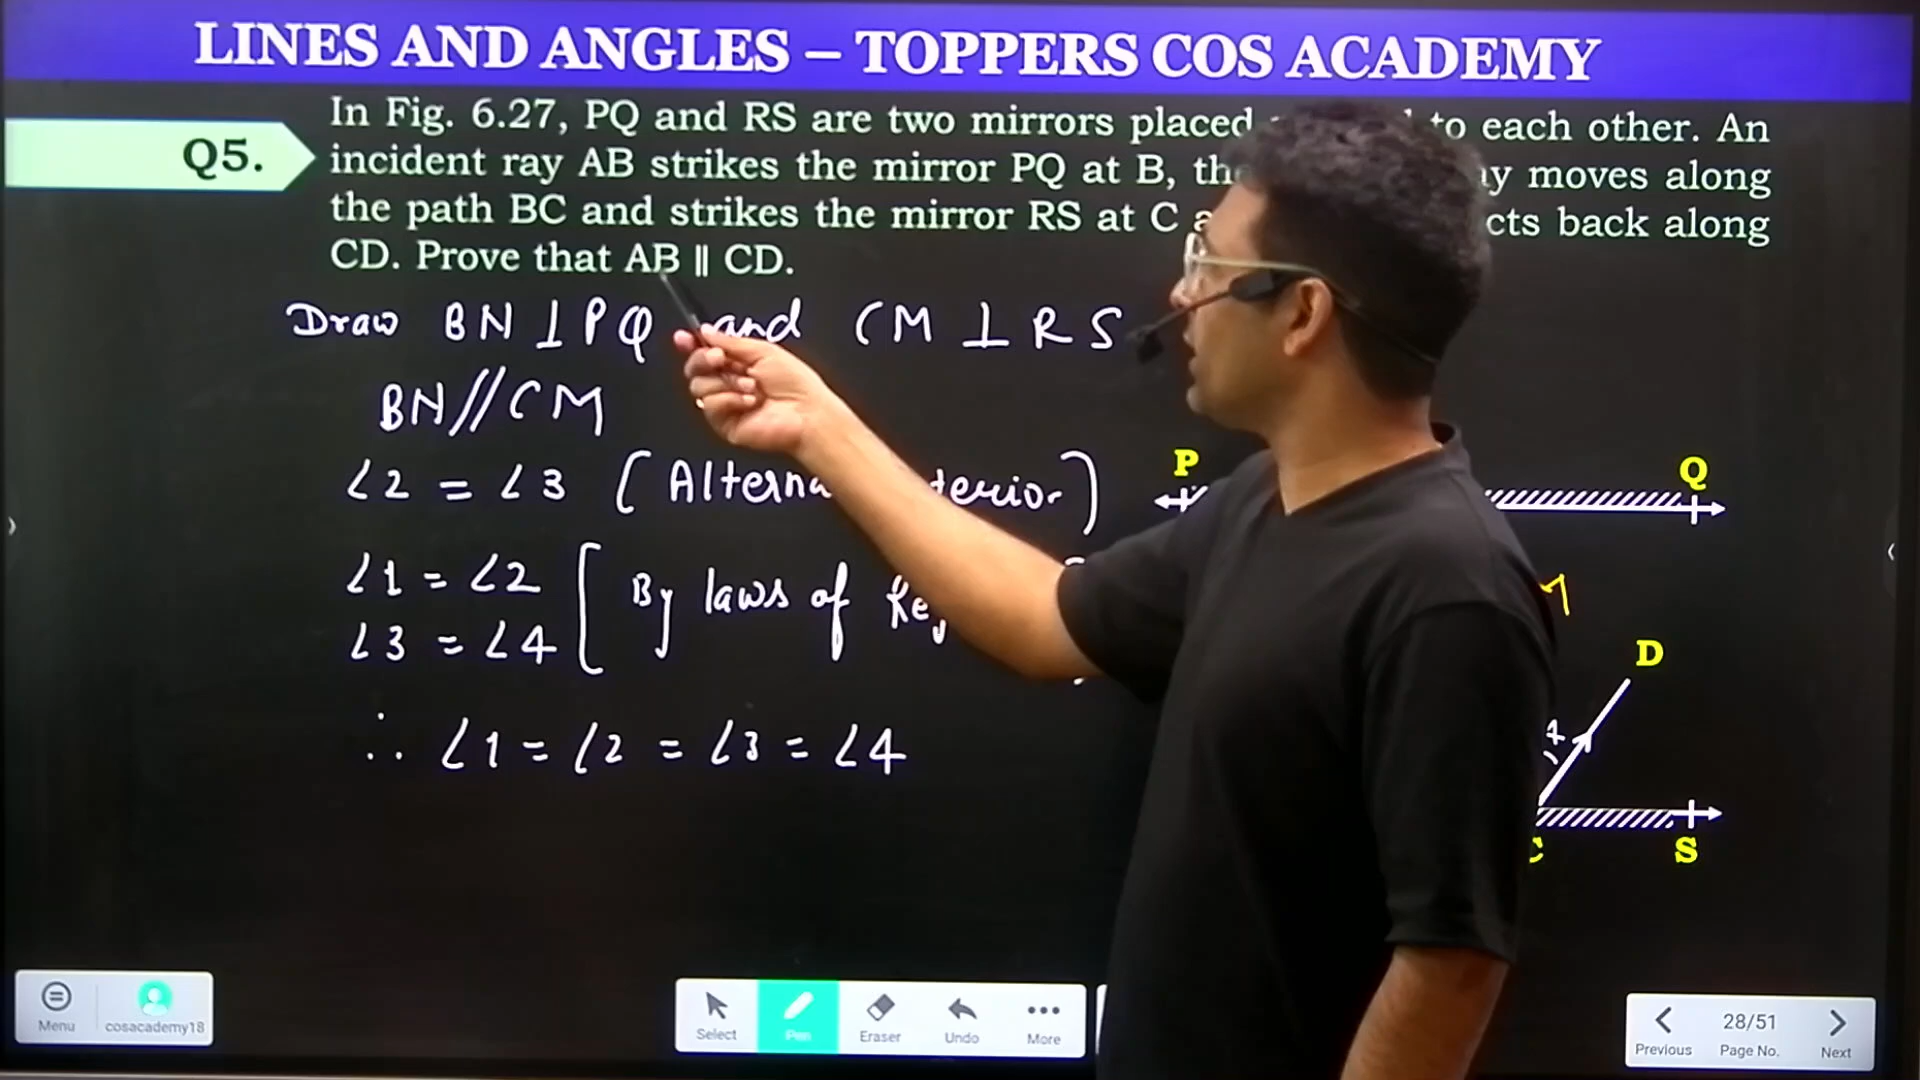 LINES AND ANGLES – TOPPERS COS ACADEMY
Q5.
In Fig. 6.27, PQ and RS are two mirrors placed to each other. An
incident ray AB strikes the mirror PQ at B, moves along
the path BC and strikes the mirror RS at C back along
CD. Prove that AB || CD.
Draw BN ⊥ PQ and CM ⊥ RS
BN // CM
∠2 = ∠3 (Alterna terior)
∠1 = ∠2 [By laws of
∠3 = ∠4
∴ ∠1 = ∠2 = ∠3 = ∠4
P
Q
M
D
4
C
S
Menu
cosacademy18
Select
Pen
Eraser
Undo
More
28/51
Previous
Page No.
Next